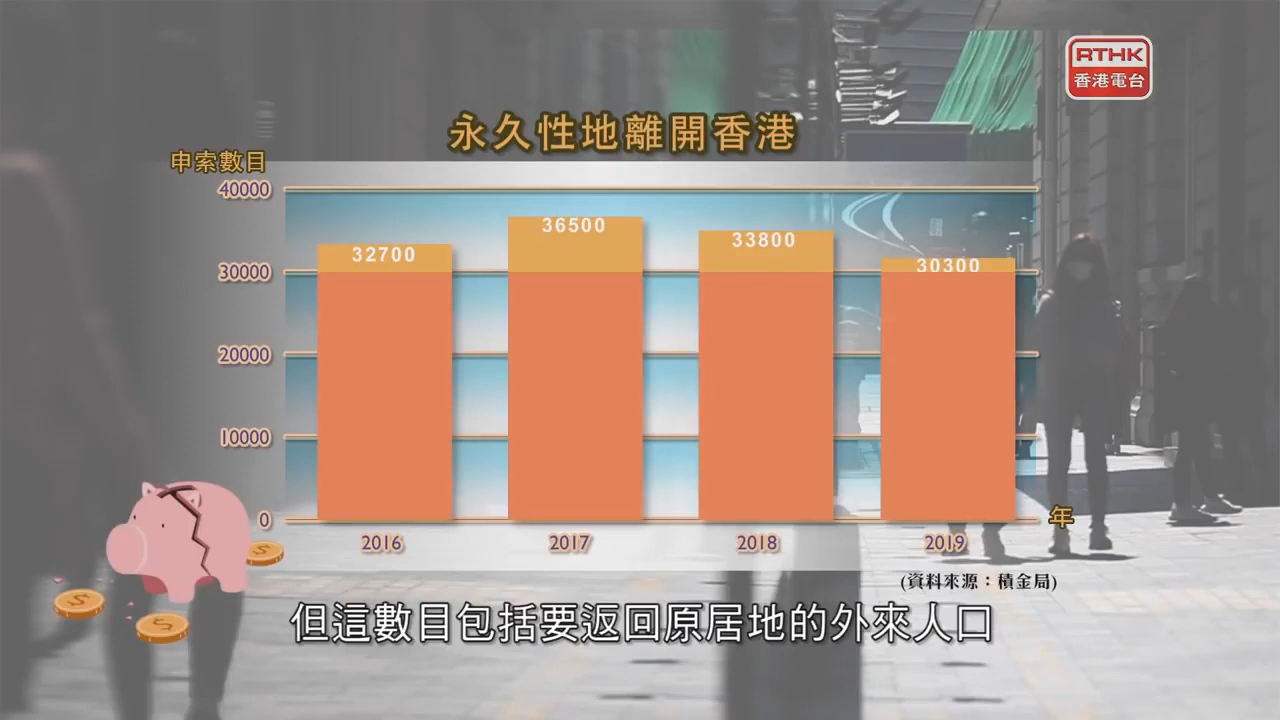 RTHK
香港電台
永久性地離開香港
申索數目
40000
30000
20000
10000
0
32700
36500
33800
30300
2016
2017
2018
2019
年
(資料來源：積金局)
但這數目包括要返回原居地的外來人口